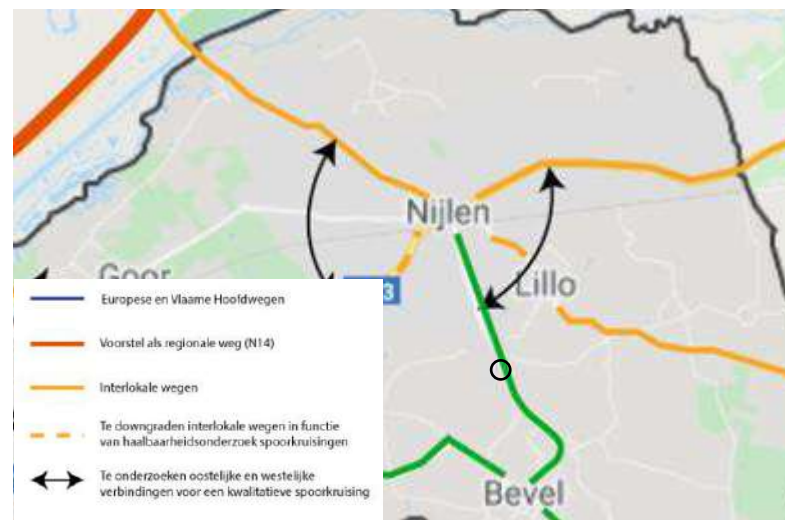 Nijlen
Goor
3
Lillo
Europese en Vlaame Hoofdwegen
Voorstel als regionale weg (N14)
Interlokale wegen
Te downgraden interlokale wegen in functie
van haalbaarheidsonderzoek spoorkruisingen
Te onderzoeken oostelijke en westelijke
verbindingen voor een kwalitatieve spoorkruising
Bevel